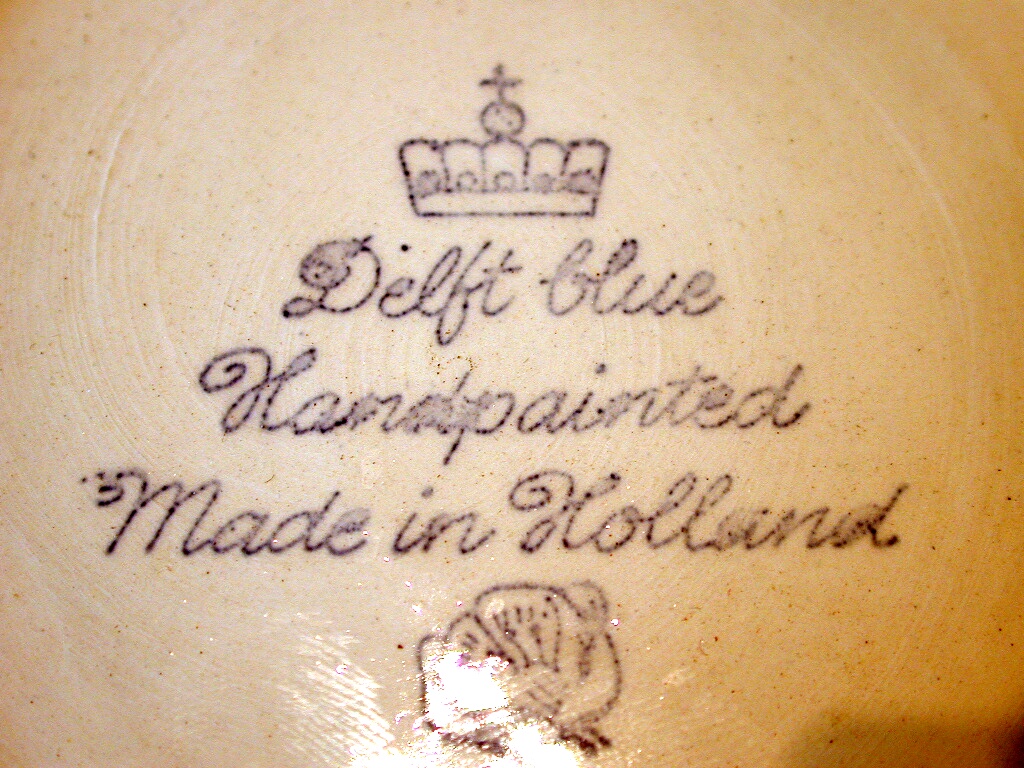 Delft blue
Handpainted
Made in Holland